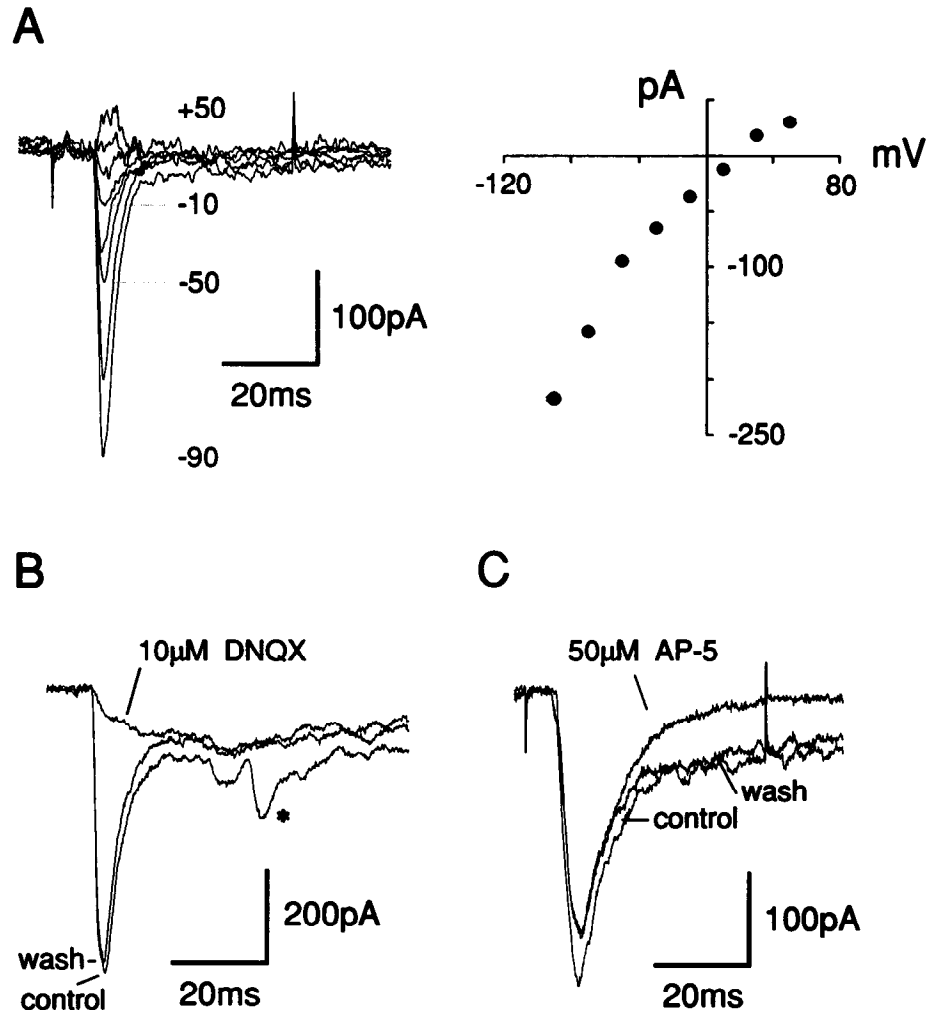 A
+50
-10
-50
-90
100pA
20ms
pA
mV
-120
80
-100
-250
B
10μM DNQX
*
wash
control
200pA
20ms
C
50μM AP-5
wash
control
100pA
20ms